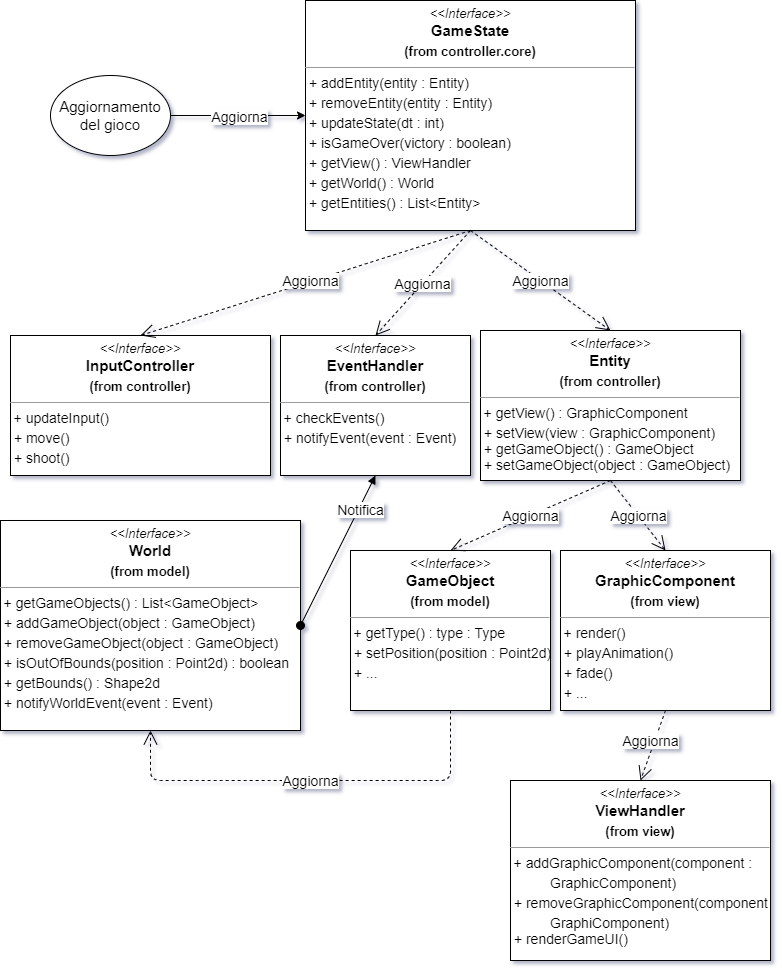 <<Interface>>
GameState
(from controller.core)
+ addEntity(entity : Entity)
+ removeEntity(entity : Entity)
+ updateState(dt : int)
+ isGameOver(victory : boolean)
+ getView() : ViewHandler
+ getWorld() : World
+ getEntities() : List<Entity>
Aggiornamento
del gioco
Aggiorna
Aggiorna
Aggiorna
Aggiorna
<<Interface>>
InputController
(from controller)
+ updateInput()
+ move()
+ shoot()
<<Interface>>
EventHandler
(from controller)
+ checkEvents()
+ notifyEvent(event : Event)
<<Interface>>
Entity
(from controller)
+ getView() : GraphicComponent
+ setView(view : GraphicComponent)
+ getGameObject() : GameObject
+ setGameObject(object : GameObject)
Notifica
Aggiorna
Aggiorna
<<Interface>>
World
(from model)
+ getGameObjects() : List<GameObject>
+ addGameObject(object : GameObject)
+ removeGameObject(object : GameObject)
+ isOutOfBounds(position : Point2d) : boolean
+ getBounds() : Shape2d
+ notifyWorldEvent(event : Event)
<<Interface>>
GameObject
(from model)
+ getType() : type : Type
+ setPosition(position : Point2d)
+ ...
<<Interface>>
GraphicComponent
(from view)
+ render()
+ playAnimation()
+ fade()
+ ...
Aggiorna
Aggiorna
<<Interface>>
ViewHandler
(from view)
+ addGraphicComponent(component :
GraphicComponent)
+ removeGraphicComponent(component
GraphiComponent)
+ renderGameUI()